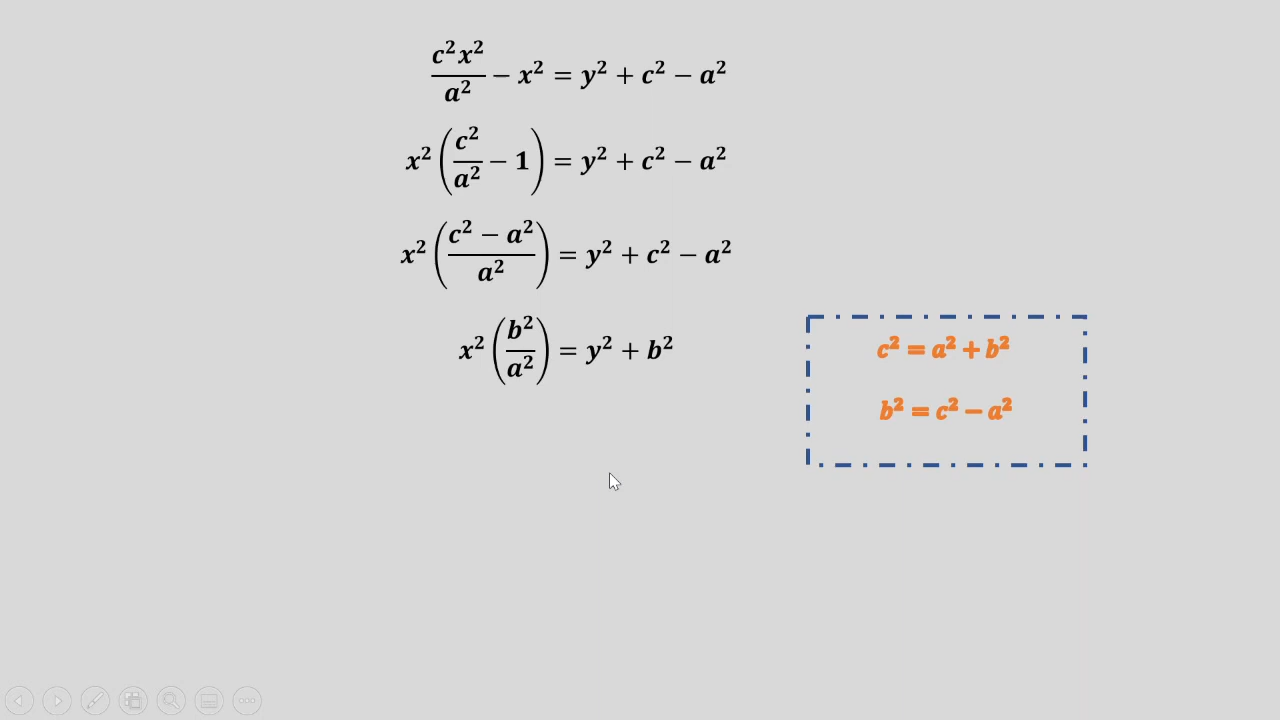 c²x²/a² − x² = y² + c² − a²
x² (c²/a² − 1) = y² + c² − a²
x² ((c² − a²)/a²) = y² + c² − a²
x² (b²/a²) = y² + b²
c² = a² + b²
b² = c² − a²